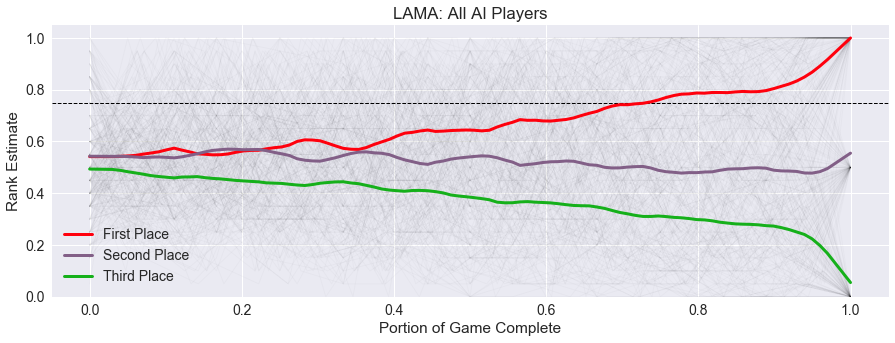 LAMA: All AI Players
1.0
0.8
0.6
0.4
0.2
0.0
Rank Estimate
First Place
Second Place
Third Place
0.0 0.2 0.4 0.6 0.8 1.0
Portion of Game Complete